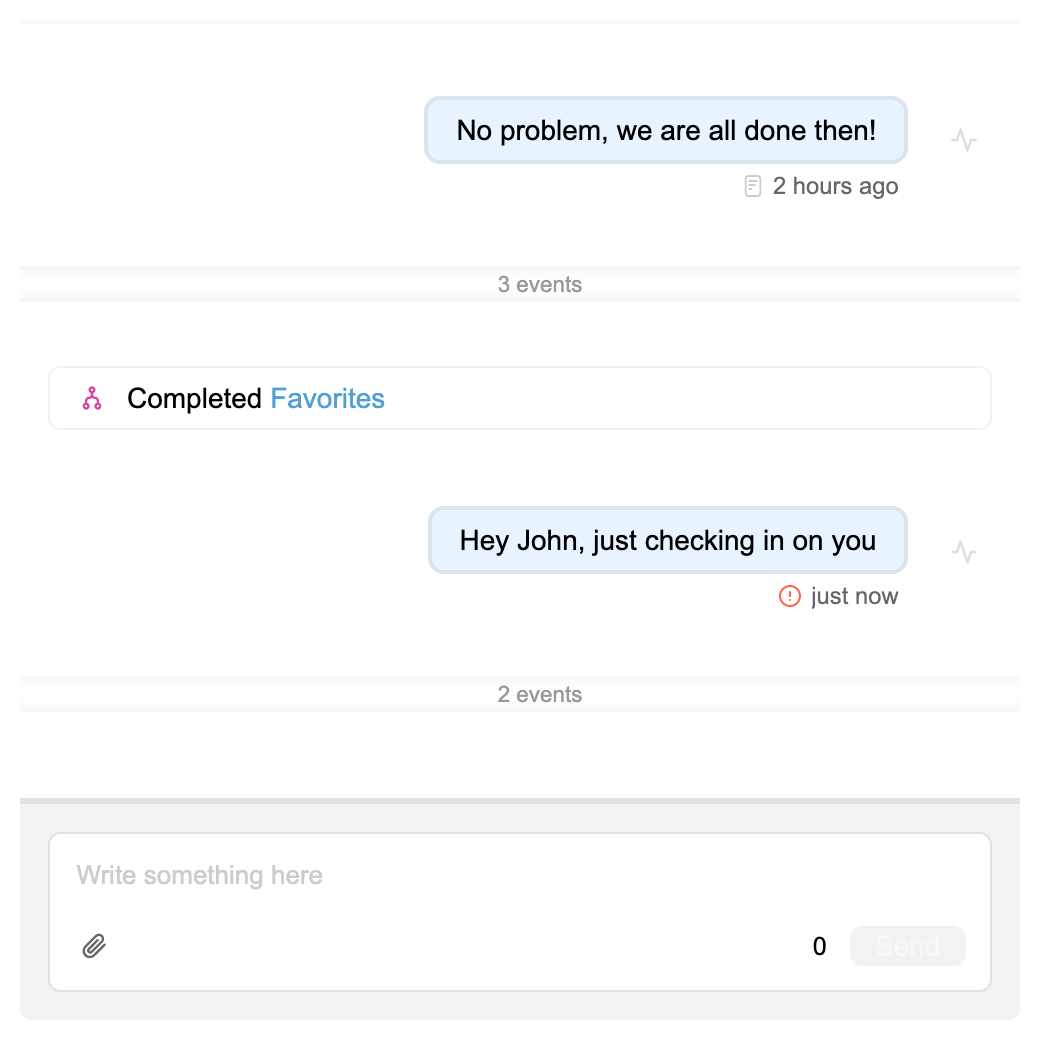 No problem, we are all done then!
2 hours ago
3 events
Completed Favorites
Hey John, just checking in on you
just now
2 events
Write something here
0 Send